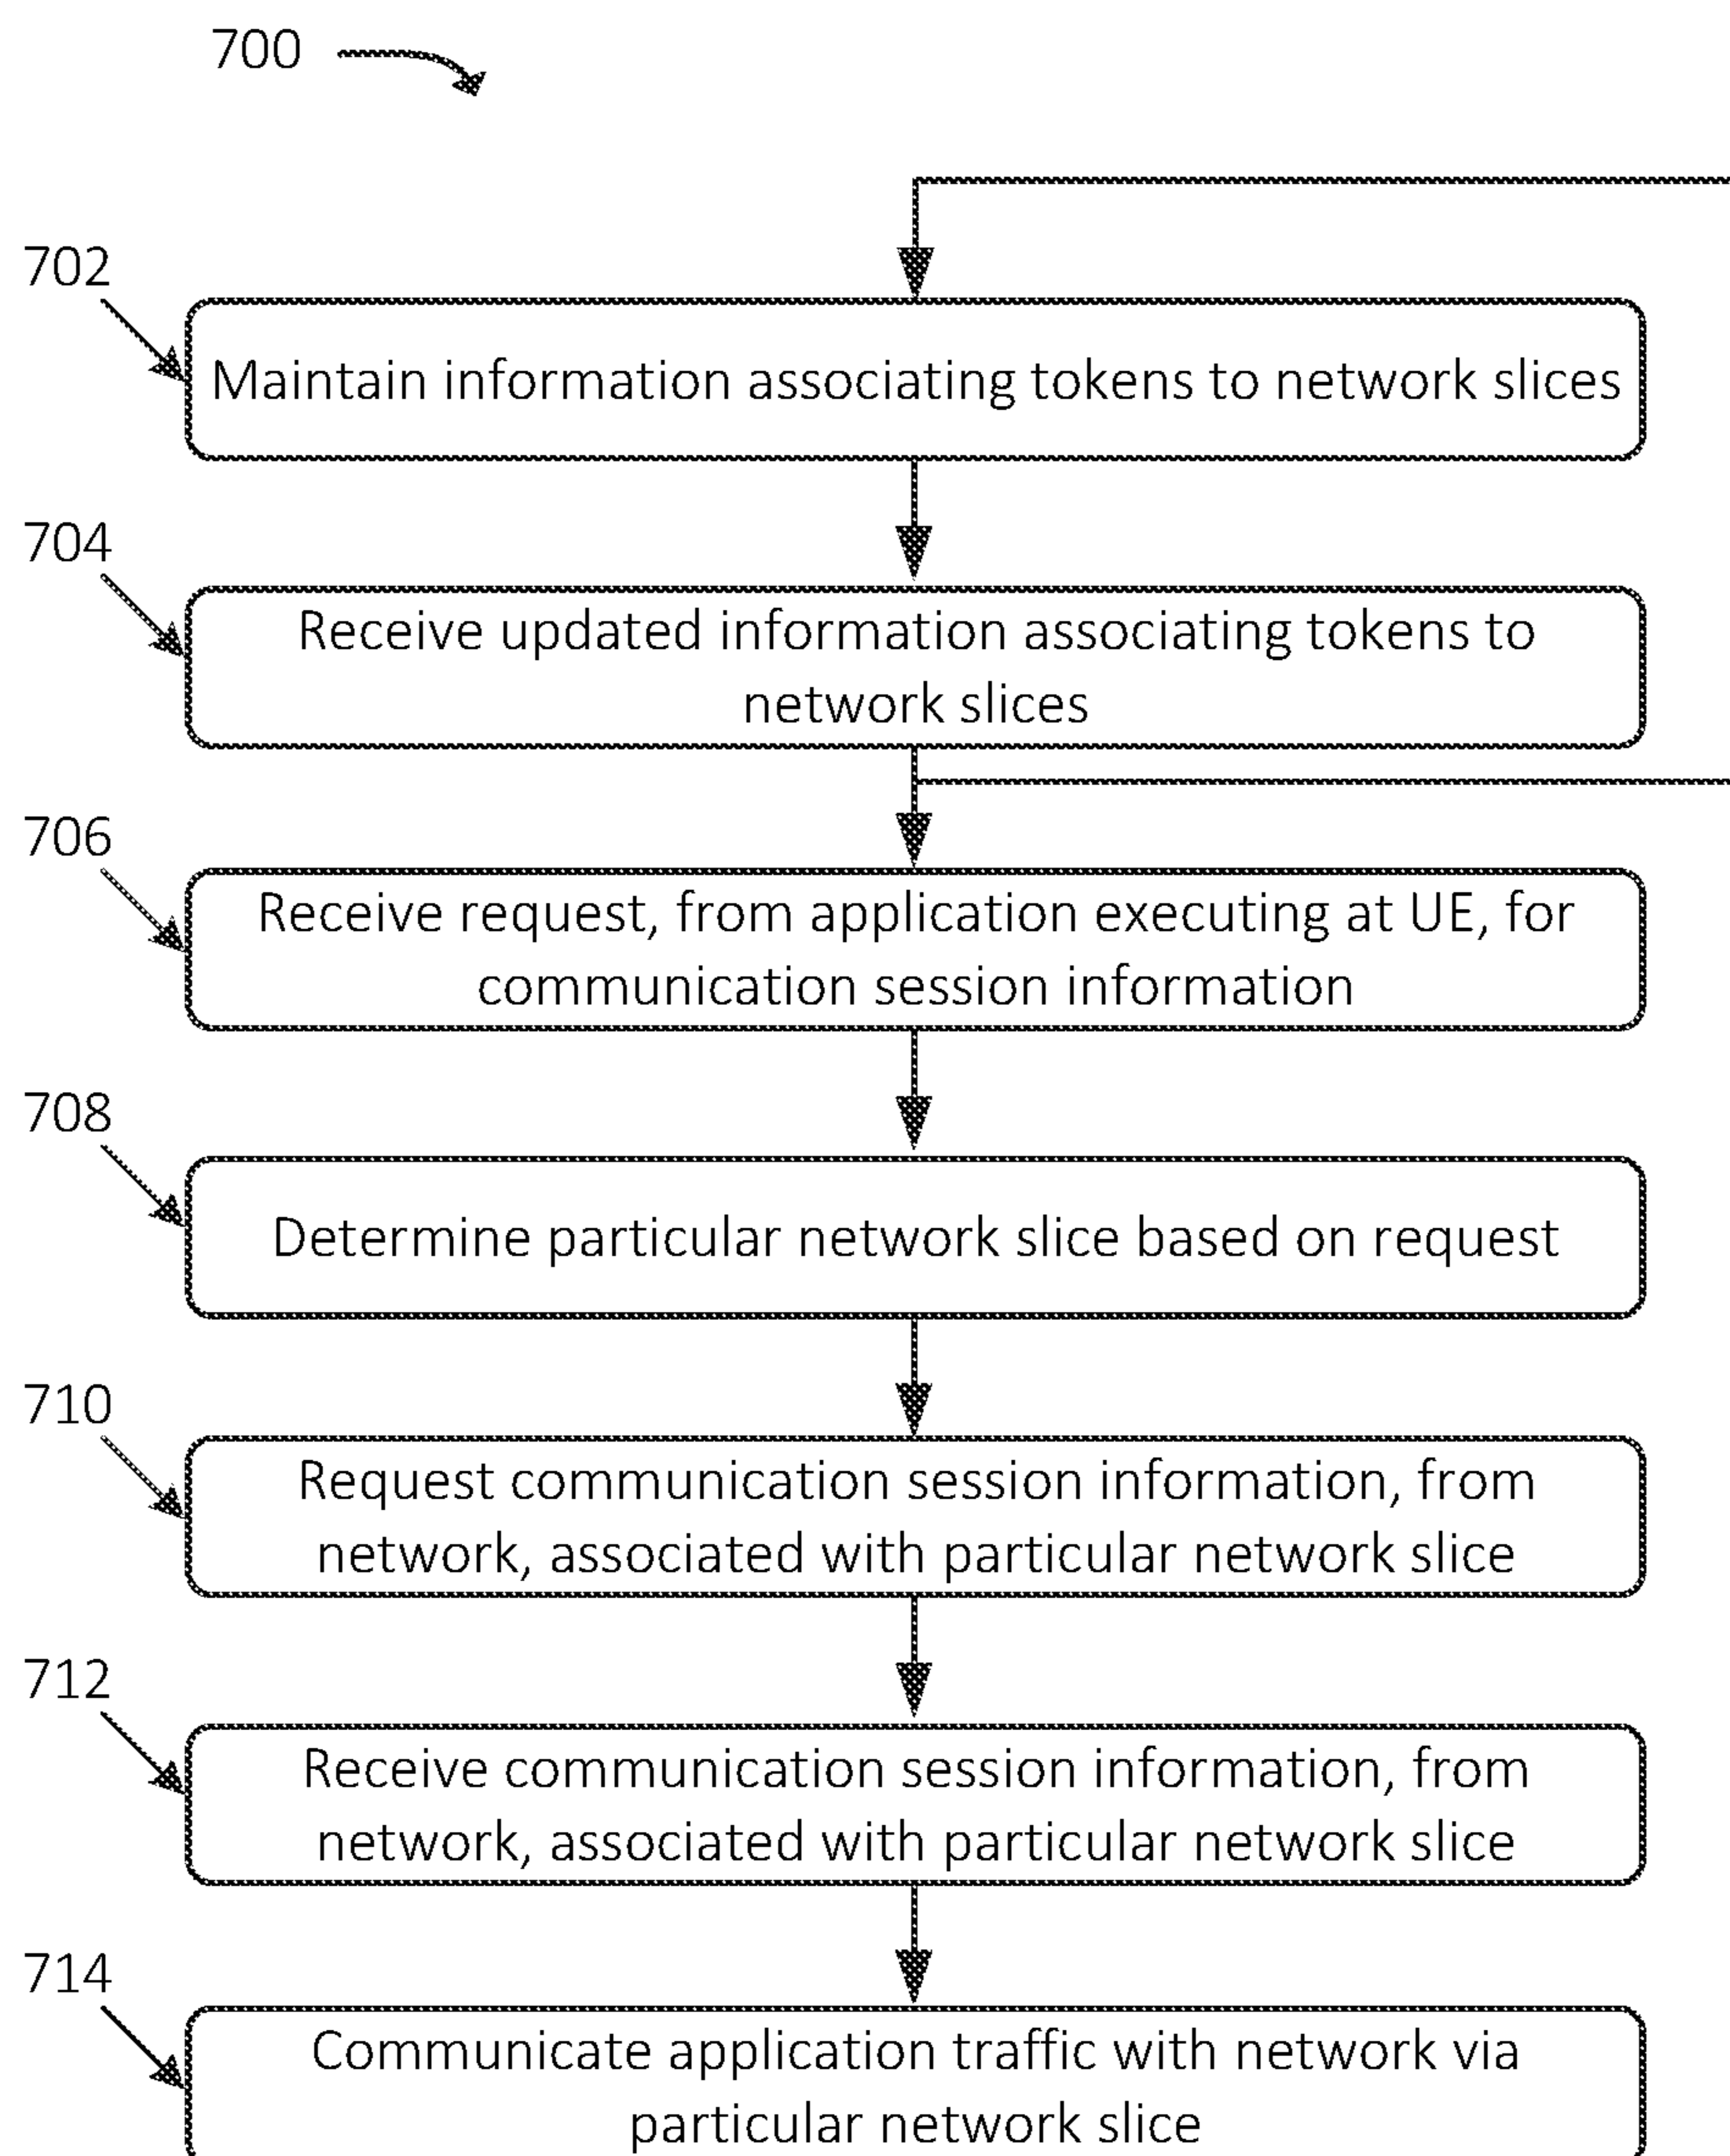 700
702
Maintain information associating tokens to network slices
704
Receive updated information associating tokens to
network slices
706
Receive request, from application executing at UE, for
communication session information
708
Determine particular network slice based on request
710
Request communication session information, from
network, associated with particular network slice
712
Receive communication session information, from
network, associated with particular network slice
714
Communicate application traffic with network via
particular network slice